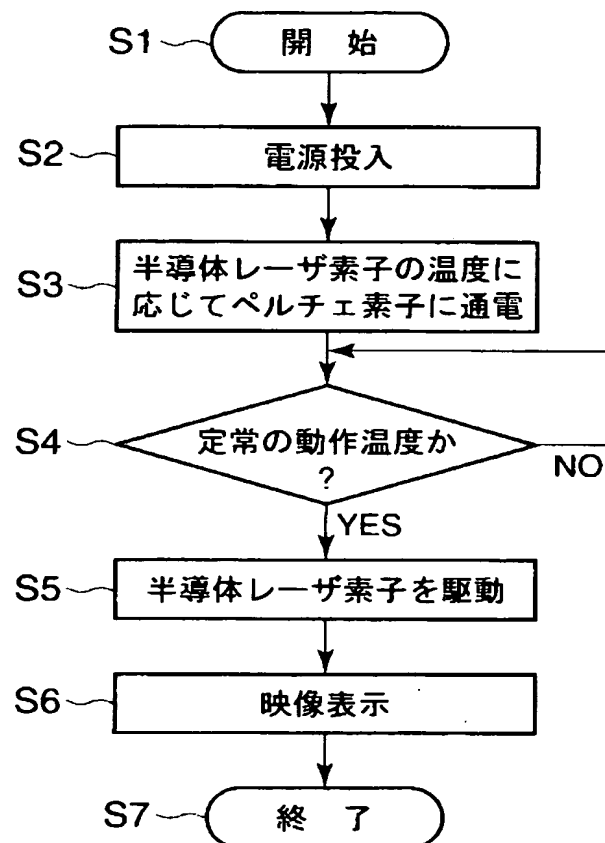 S1 開 始
S2 電源投入
S3 半導体レーザ素子の温度に
応じてペルチェ素子に通電
S4 定常の動作温度か
?
NO
YES
S5 半導体レーザ素子を駆動
S6 映像表示
S7 終 了